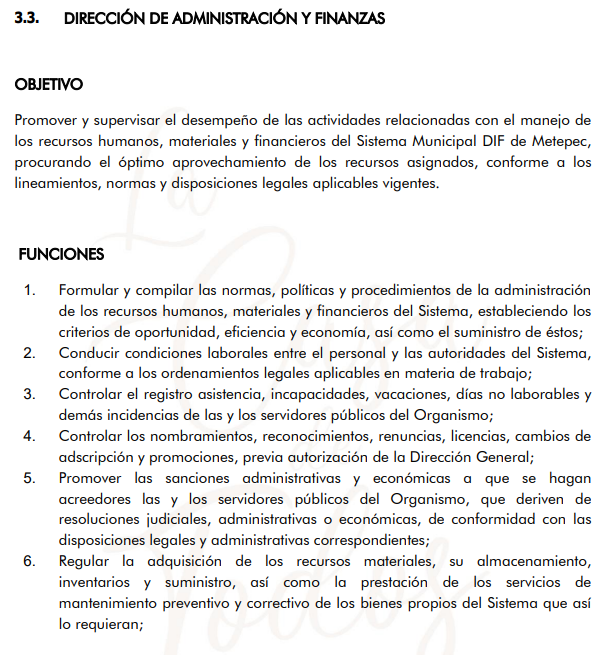 3.3. DIRECCIÓN DE ADMINISTRACIÓN Y FINANZAS
OBJETIVO
Promover y supervisar el desempeño de las actividades relacionadas con el manejo de
los recursos humanos, materiales y financieros del Sistema Municipal DIF de Metepec,
procurando el óptimo aprovechamiento de los recursos asignados, conforme a los
lineamientos, normas y disposiciones legales aplicables vigentes.
FUNCIONES
1. Formular y compilar las normas, políticas y procedimientos de la administración
de los recursos humanos, materiales y financieros del Sistema, estableciendo los
criterios de oportunidad, eficiencia y economía, así como el suministro de éstos;
2. Conducir condiciones laborales entre el personal y las autoridades del Sistema,
conforme a los ordenamientos legales aplicables en materia de trabajo;
3. Controlar el registro asistencia, incapacidades, vacaciones, días no laborables y
demás incidencias de las y los servidores públicos del Organismo;
4. Controlar los nombramientos, reconocimientos, renuncias, licencias, cambios de
adscripción y promociones, previa autorización de la Dirección General;
5. Promover las sanciones administrativas y económicas a que se hagan
acreedores las y los servidores públicos del Organismo, que deriven de
resoluciones judiciales, administrativas o económicas, de conformidad con las
disposiciones legales y administrativas correspondientes;
6. Regular la adquisición de los recursos materiales, su almacenamiento,
inventarios y suministro, así como la prestación de los servicios de
mantenimiento preventivo y correctivo de los bienes propios del Sistema que así
lo requieran;